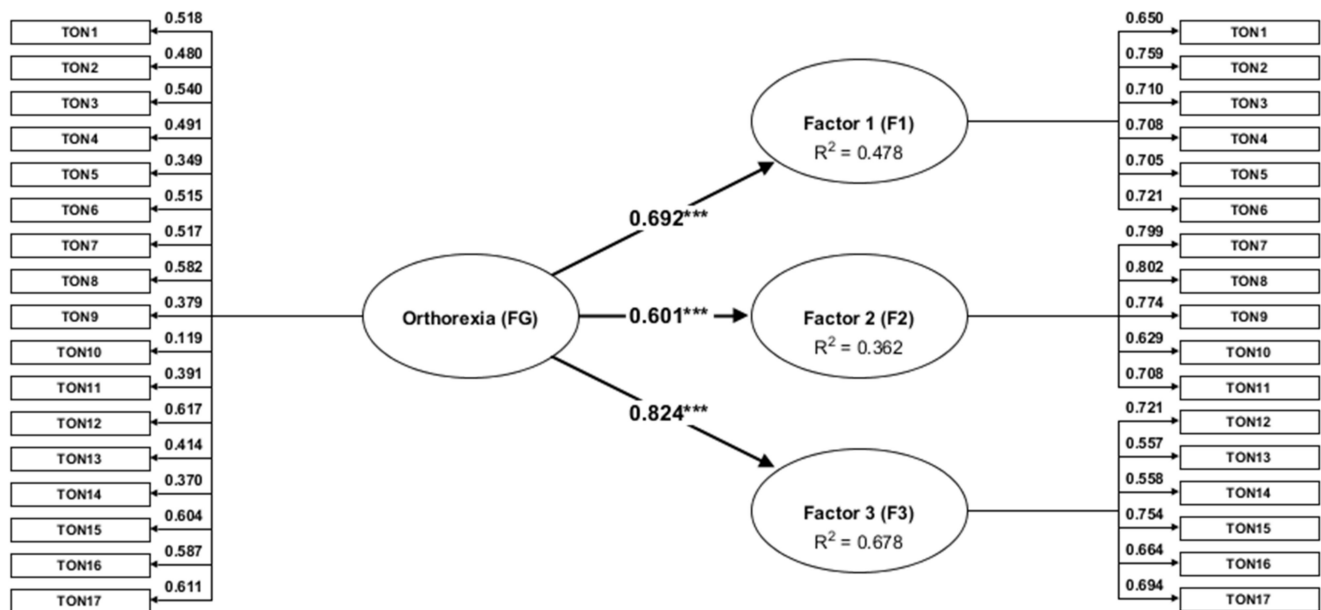 0.518
TON1
0.480
TON2
0.540
TON3
0.491
TON4
0.349
TON5
0.515
TON6
0.517
TON7
0.582
TON8
0.379
TON9
0.119
TON10
0.391
TON11
0.617
TON12
0.414
TON13
0.370
TON14
0.604
TON15
0.587
TON16
0.611
TON17
Orthorexia (FG)
0.692***
0.601***
0.824***
Factor 1 (F1)
R² = 0.478
Factor 2 (F2)
R² = 0.362
Factor 3 (F3)
R² = 0.678
0.650
TON1
0.759
TON2
0.710
TON3
0.708
TON4
0.705
TON5
0.721
TON6
0.799
TON7
0.802
TON8
0.774
TON9
0.629
TON10
0.708
TON11
0.721
TON12
0.557
TON13
0.558
TON14
0.754
TON15
0.664
TON16
0.694
TON17